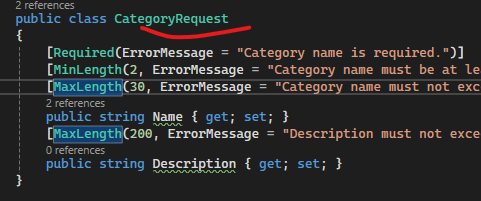 2 references
public class CategoryRequest
{
[Required(ErrorMessage = "Category name is required.")]
[MinLength(2, ErrorMessage = "Category name must be at le
[MaxLength(30, ErrorMessage = "Category name must not exc
2 references
public string Name { get; set; }
[MaxLength(200, ErrorMessage = "Description must not exce
0 references
public string Description { get; set; }
}